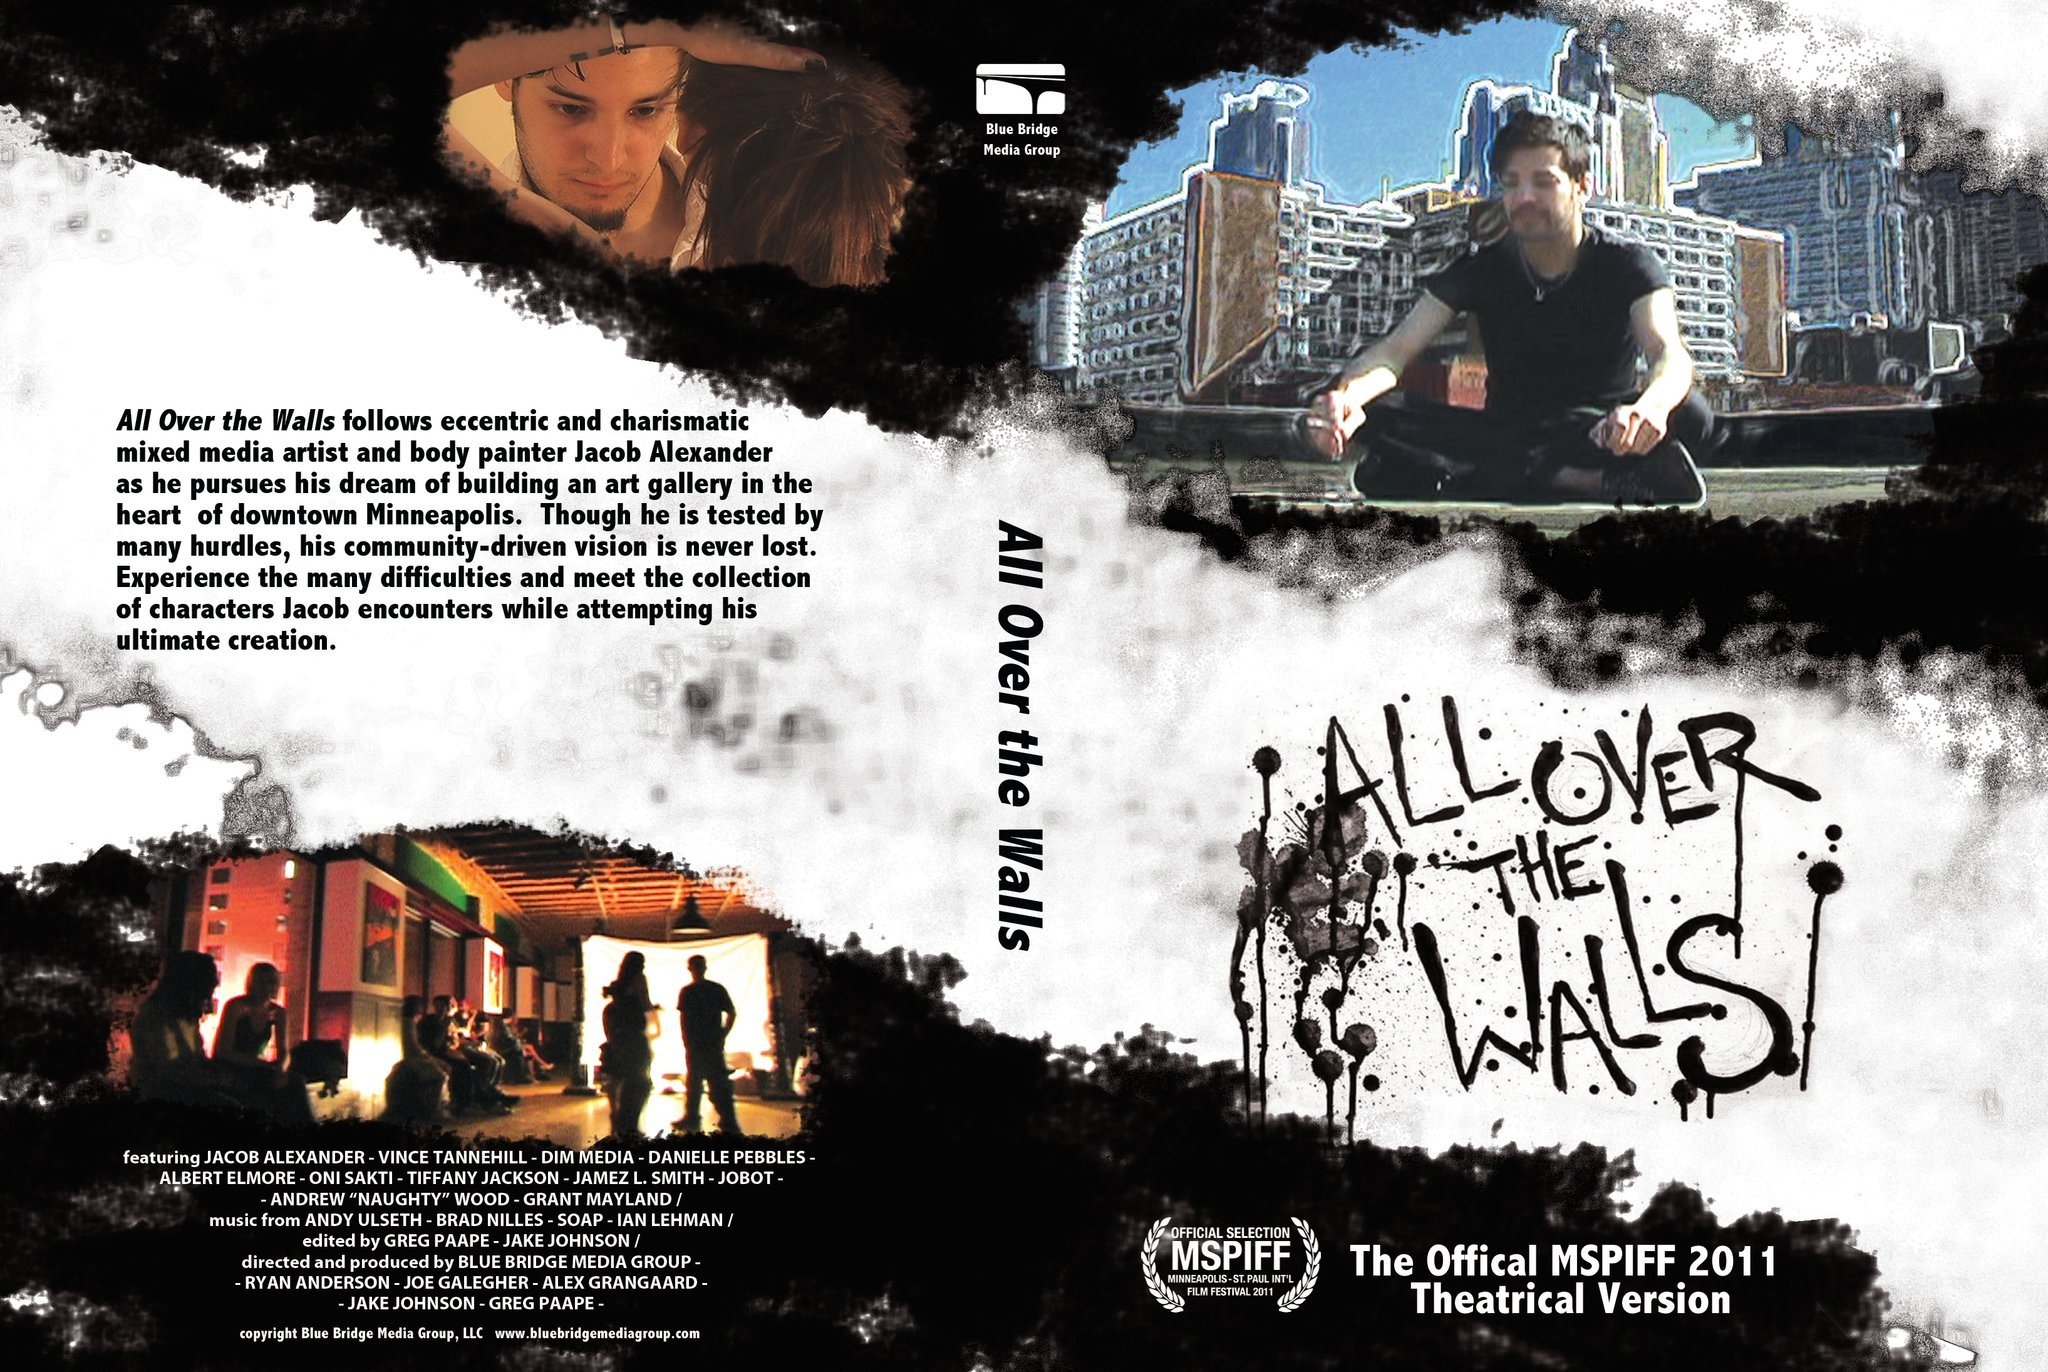 All Over the Walls follows eccentric and charismatic
mixed media artist and body painter Jacob Alexander
as he pursues his dream of building an art gallery in the
heart of downtown Minneapolis. Though he is tested by
many hurdles, his community-driven vision is never lost.
Experience the many difficulties and meet the collection
of characters Jacob encounters while attempting his
ultimate creation.
featuring JACOB ALEXANDER - VINCE TANNEHILL - DIM MEDIA - DANIELLE PEBBLES -
ALBERT ELMORE - ONI SAKTI - TIFFANY JACKSON - JAMEZ L. SMITH - JOBOT -
- ANDREW “NAUGHTY” WOOD - GRANT MAYLAND /
music from ANDY ULSETH - BRAD NILLES - SOAP - IAN LEHMAN /
edited by GREG PAAPE - JAKE JOHNSON /
directed and produced by BLUE BRIDGE MEDIA GROUP -
- RYAN ANDERSON - JOE GALEGHER - ALEX GRANGAARD -
- JAKE JOHNSON - GREG PAAPE -
copyright Blue Bridge Media Group, LLC www.bluebridgemediagroup.com
Blue Bridge
Media Group
All Over the Walls
ALL OVER
THE
WALLS
OFFICIAL SELECTION
MSPIFF
MINNEAPOLIS - ST. PAUL INT'L
FILM FESTIVAL 2011
The Offical MSPIFF 2011
Theatrical Version